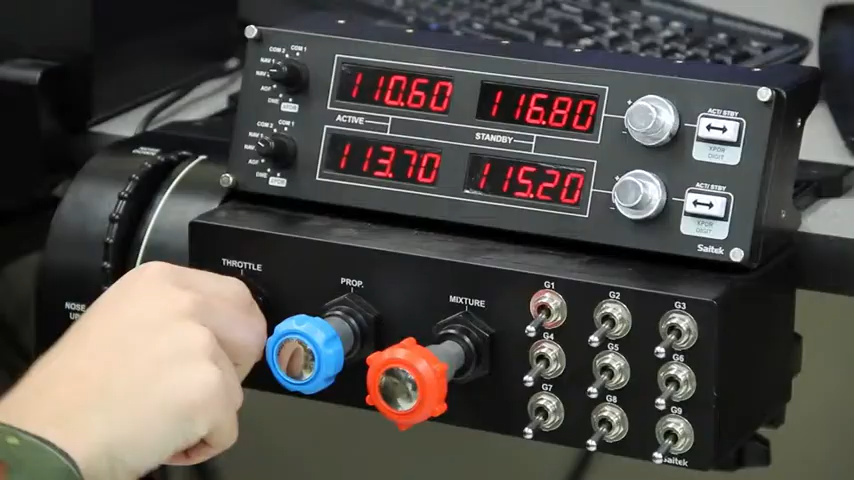 COM 2 COM 1
NAV 1
NAV 2
ADF
DME XPDR
110.60
116.80
ACT/STBY
XPDR
DIGIT
ACTIVE
STANDBY
COM 2 COM 1
NAV 1
NAV 2
ADF
DME XPDR
113.70
115.20
ACT/STBY
XPDR
DIGIT
Saitek
THROTTLE
PROP.
MIXTURE
NOSE
UP
G1
G2
G3
G4
G5
G6
G7
G8
G9
Saitek